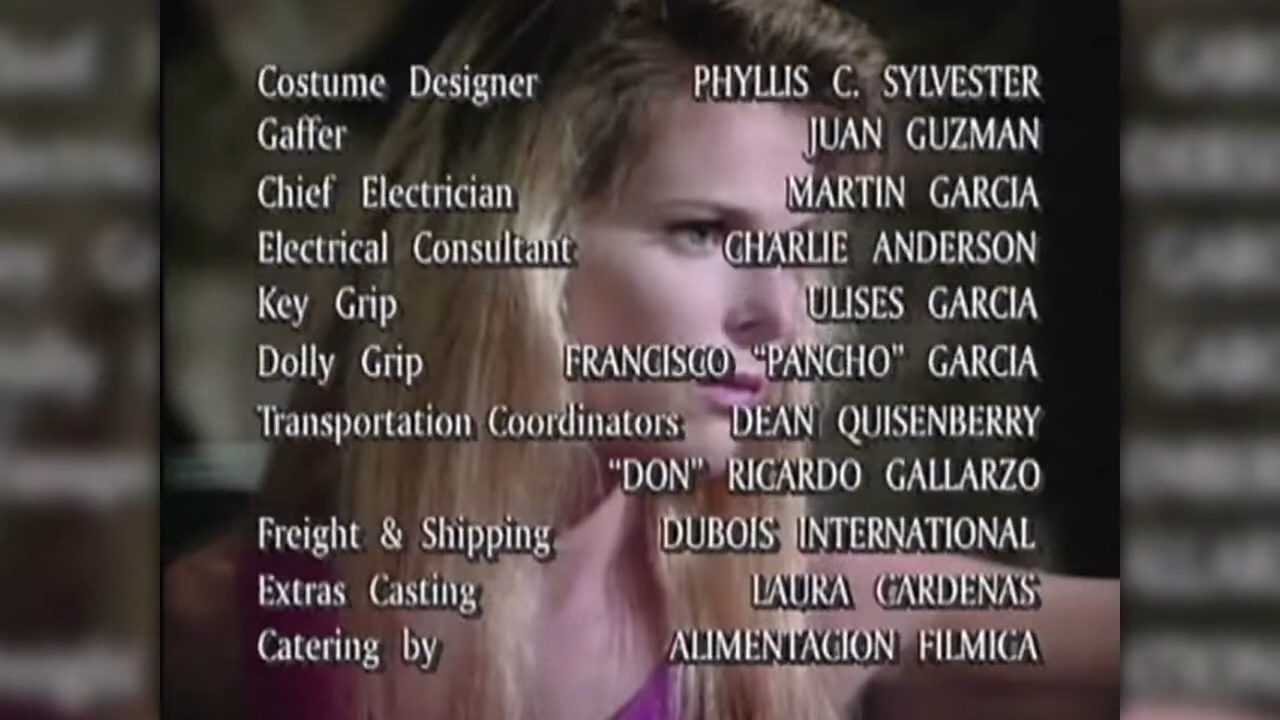 Costume Designer PHYLLIS C. SYLVESTER
Gaffer JUAN GUZMAN
Chief Electrician MARTIN GARCIA
Electrical Consultant CHARLIE ANDERSON
Key Grip ULISES GARCIA
Dolly Grip FRANCISCO “PANCHO” GARCIA
Transportation Coordinators DEAN QUISENBERRY
“DON” RICARDO GALLARZO
Freight & Shipping DUBOIS INTERNATIONAL
Extras Casting LAURA CARDENAS
Catering by ALIMENTACION FILMICA